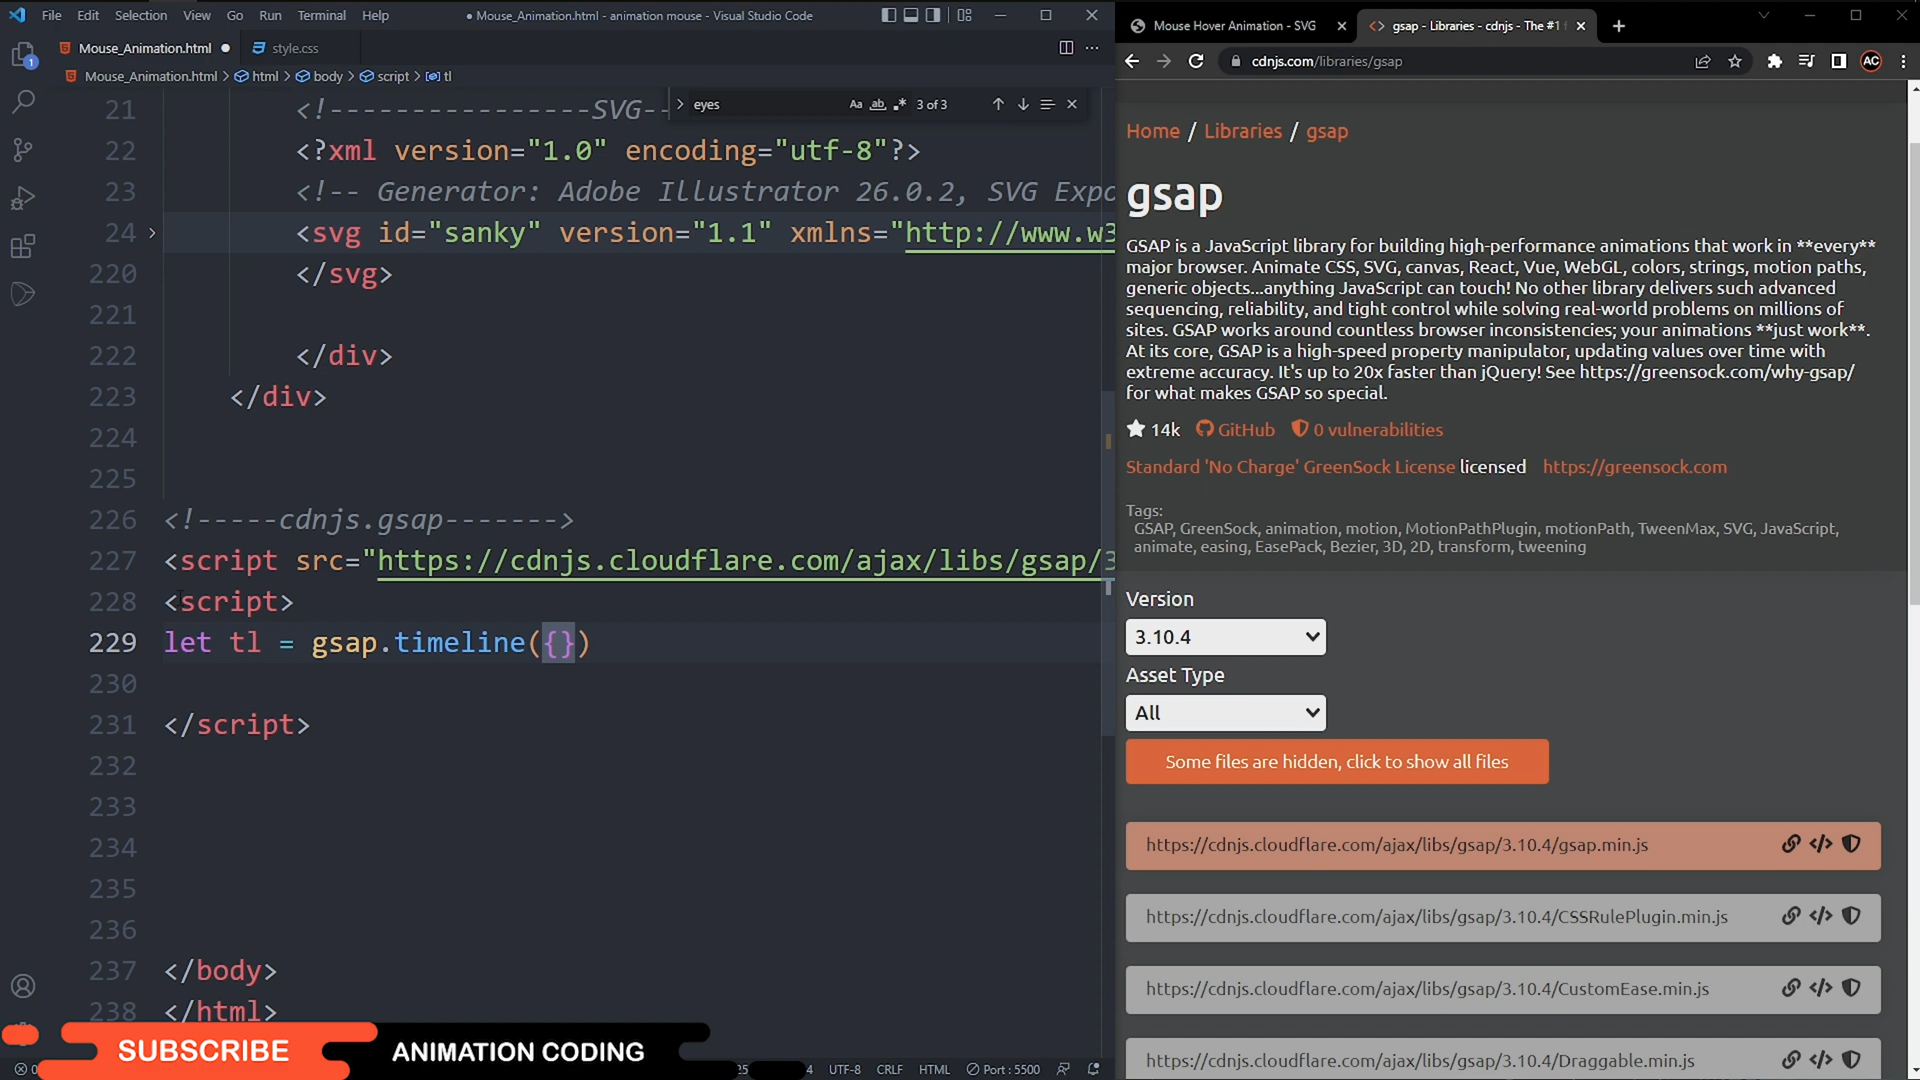 File Edit Selection View Go Run Terminal Help
● Mouse_Animation.html - animation mouse - Visual Studio Code
Mouse_Animation.html ● style.css
Mouse_Animation.html > html > body > script > tl
eyes Aa ab 3 of 3
21 <!----------------SVG--
22 <?xml version="1.0" encoding="utf-8"?>
23 <!-- Generator: Adobe Illustrator 26.0.2, SVG Expo
24 <svg id="sanky" version="1.1" xmlns="http://www.w3
220 </svg>
221
222 </div>
223 </div>
224
225
226 <!-----cdnjs.gsap------->
227 <script src="https://cdnjs.cloudflare.com/ajax/libs/gsap/3
228 <script>
229 let tl = gsap.timeline({})
230
231 </script>
232
233
234
235
236
237 </body>
238 </html>
SUBSCRIBE
ANIMATION CODING
UTF-8 CRLF HTML Port : 5500
Mouse Hover Animation - SVG
gsap - Libraries - cdnjs - The #1
cdnjs.com/libraries/gsap
AC
Home / Libraries / gsap
gsap
GSAP is a JavaScript library for building high-performance animations that work in **every**
major browser. Animate CSS, SVG, canvas, React, Vue, WebGL, colors, strings, motion paths,
generic objects...anything JavaScript can touch! No other library delivers such advanced
sequencing, reliability, and tight control while solving real-world problems on millions of
sites. GSAP works around countless browser inconsistencies; your animations **just work**.
At its core, GSAP is a high-speed property manipulator, updating values over time with
extreme accuracy. It's up to 20x faster than jQuery! See https://greensock.com/why-gsap/
for what makes GSAP so special.
14k GitHub 0 vulnerabilities
Standard 'No Charge' GreenSock License licensed https://greensock.com
Tags:
GSAP, GreenSock, animation, motion, MotionPathPlugin, motionPath, TweenMax, SVG, JavaScript,
animate, easing, EasePack, Bezier, 3D, 2D, transform, tweening
Version
3.10.4
Asset Type
All
Some files are hidden, click to show all files
https://cdnjs.cloudflare.com/ajax/libs/gsap/3.10.4/gsap.min.js
https://cdnjs.cloudflare.com/ajax/libs/gsap/3.10.4/CSSRulePlugin.min.js
https://cdnjs.cloudflare.com/ajax/libs/gsap/3.10.4/CustomEase.min.js
https://cdnjs.cloudflare.com/ajax/libs/gsap/3.10.4/Draggable.min.js